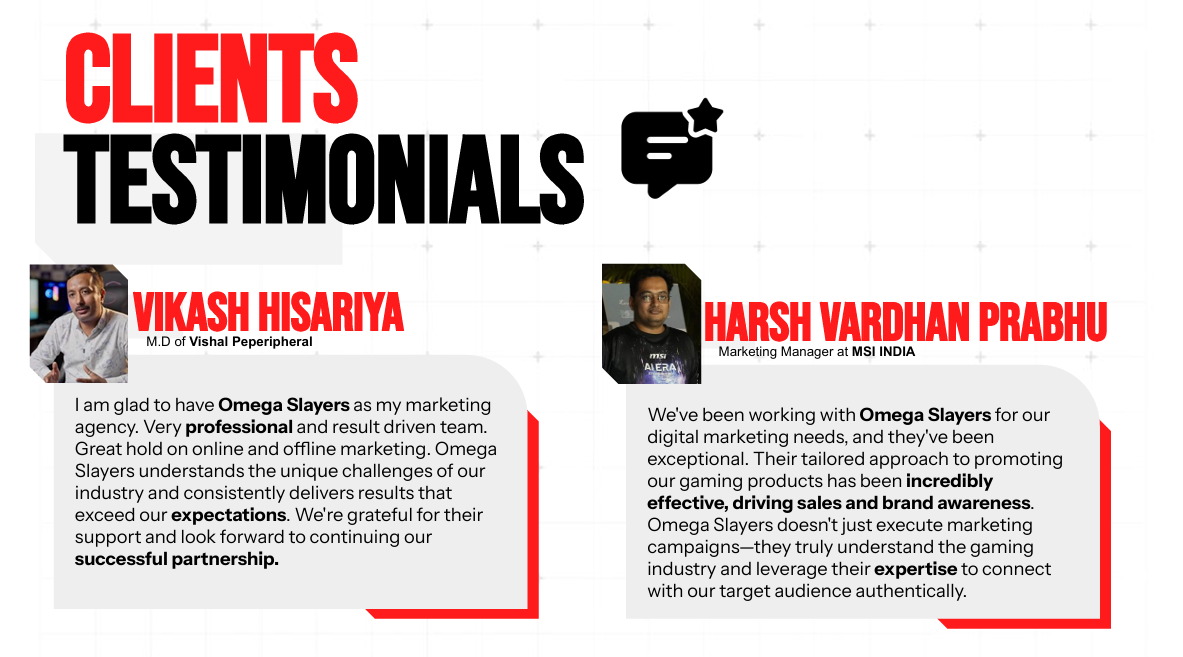 CLIENTS
TESTIMONIALS
VIKASH HISARIYA
M.D of Vishal Peperipheral
I am glad to have Omega Slayers as my marketing
agency. Very professional and result driven team.
Great hold on online and offline marketing. Omega
Slayers understands the unique challenges of our
industry and consistently delivers results that
exceed our expectations. We're grateful for their
support and look forward to continuing our
successful partnership.
HARSH VARDHAN PRABHU
Marketing Manager at MSI INDIA
msi
AI ERA
We've been working with Omega Slayers for our
digital marketing needs, and they've been
exceptional. Their tailored approach to promoting
our gaming products has been incredibly
effective, driving sales and brand awareness.
Omega Slayers doesn't just execute marketing
campaigns—they truly understand the gaming
industry and leverage their expertise to connect
with our target audience authentically.